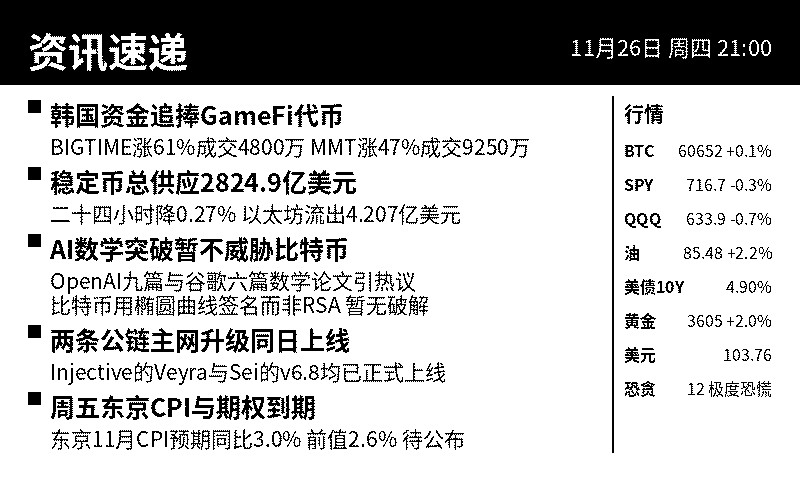 资讯速递
11月26日 周四 21:00
韩国资金追捧GameFi代币
BIGTIME涨61%成交4800万 MMT涨47%成交9250万
稳定币总供应2824.9亿美元
二十四小时降0.27% 以太坊流出4.207亿美元
AI数学突破暂不威胁比特币
OpenAI九篇与谷歌六篇数学论文引热议
比特币用椭圆曲线签名而非RSA 暂无破解
两条公链主网升级同日上线
Injective的Veyra与Sei的v6.8均已正式上线
周五东京CPI与期权到期
东京11月CPI预期同比3.0% 前值2.6% 待公布
行情
BTC 60652 +0.1%
SPY 716.7 -0.3%
QQQ 633.9 -0.7%
油 85.48 +2.2%
美债10Y 4.90%
黄金 3605 +2.0%
美元 103.76
恐贪 12 极度恐慌